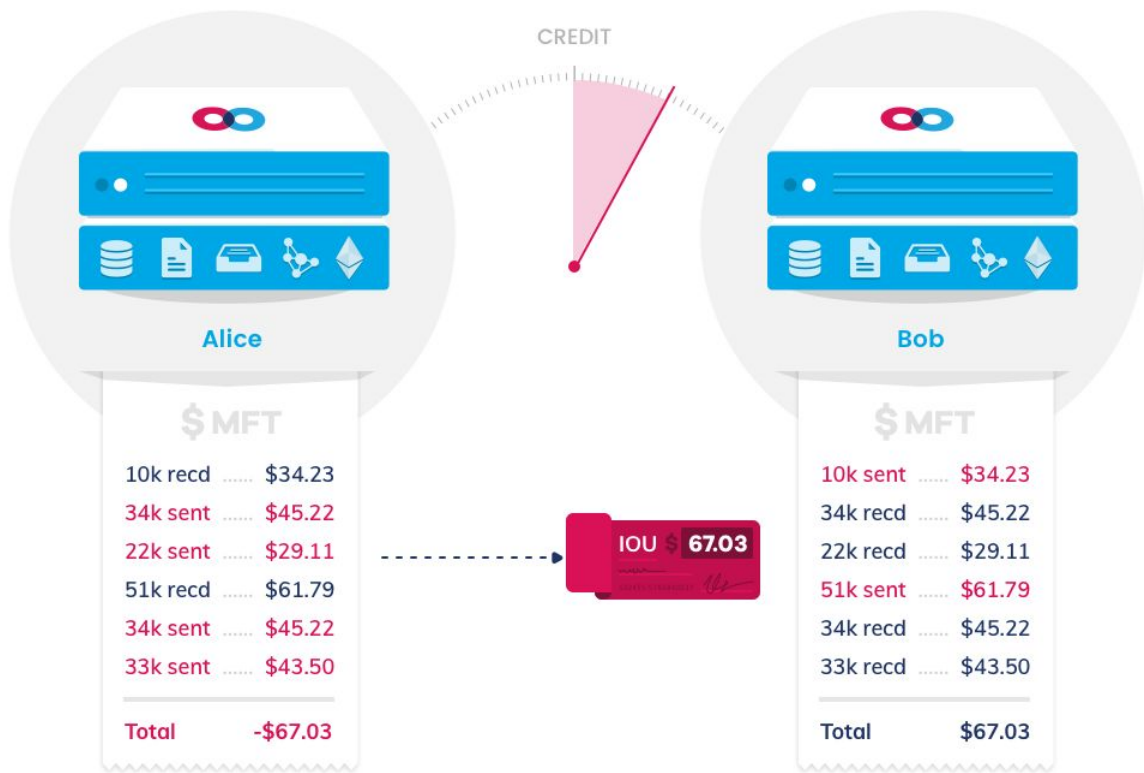 CREDIT
Alice
Bob
$ MFT
10k recd ...... $34.23
34k sent ...... $45.22
22k sent ...... $29.11
51k recd ...... $61.79
34k sent ...... $45.22
33k sent ...... $43.50
Total -$67.03
IOU $ 67.03
$ MFT
10k sent ...... $34.23
34k recd ...... $45.22
22k recd ...... $29.11
51k sent ...... $61.79
34k recd ...... $45.22
33k recd ...... $43.50
Total $67.03